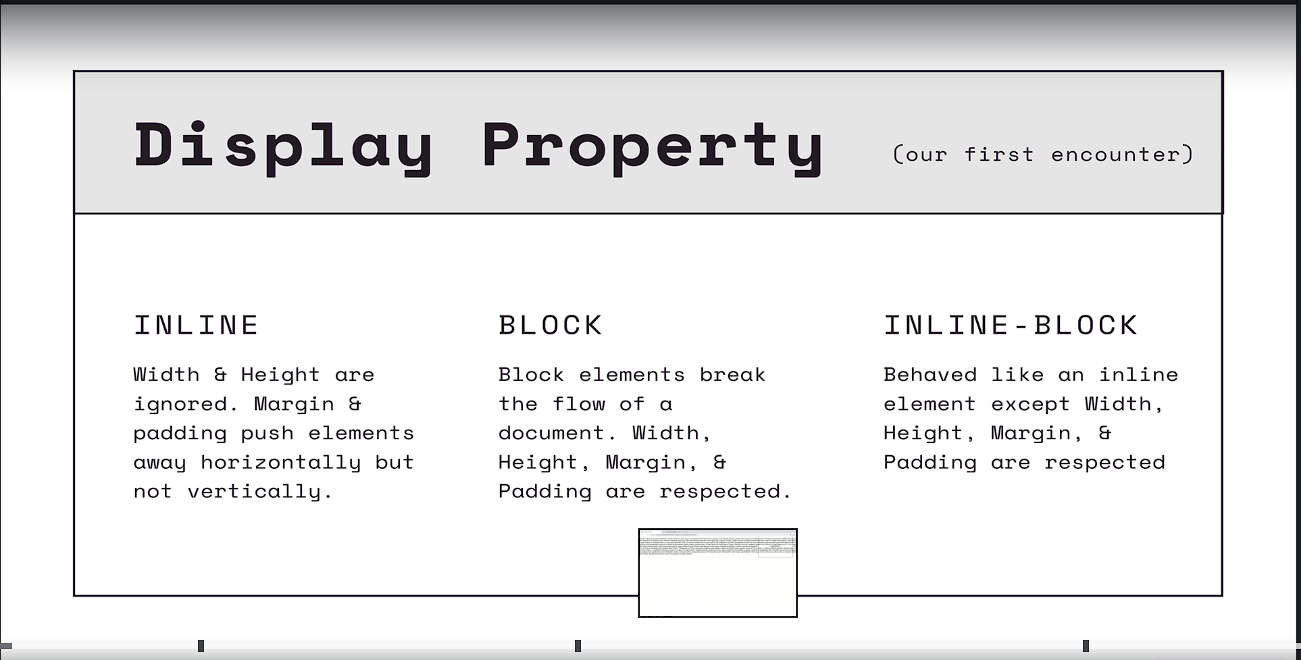 Display Property (our first encounter)
INLINE
Width & Height are
ignored. Margin &
padding push elements
away horizontally but
not vertically.
BLOCK
Block elements break
the flow of a
document. Width,
Height, Margin, &
Padding are respected.
INLINE-BLOCK
Behaved like an inline
element except Width,
Height, Margin, &
Padding are respected